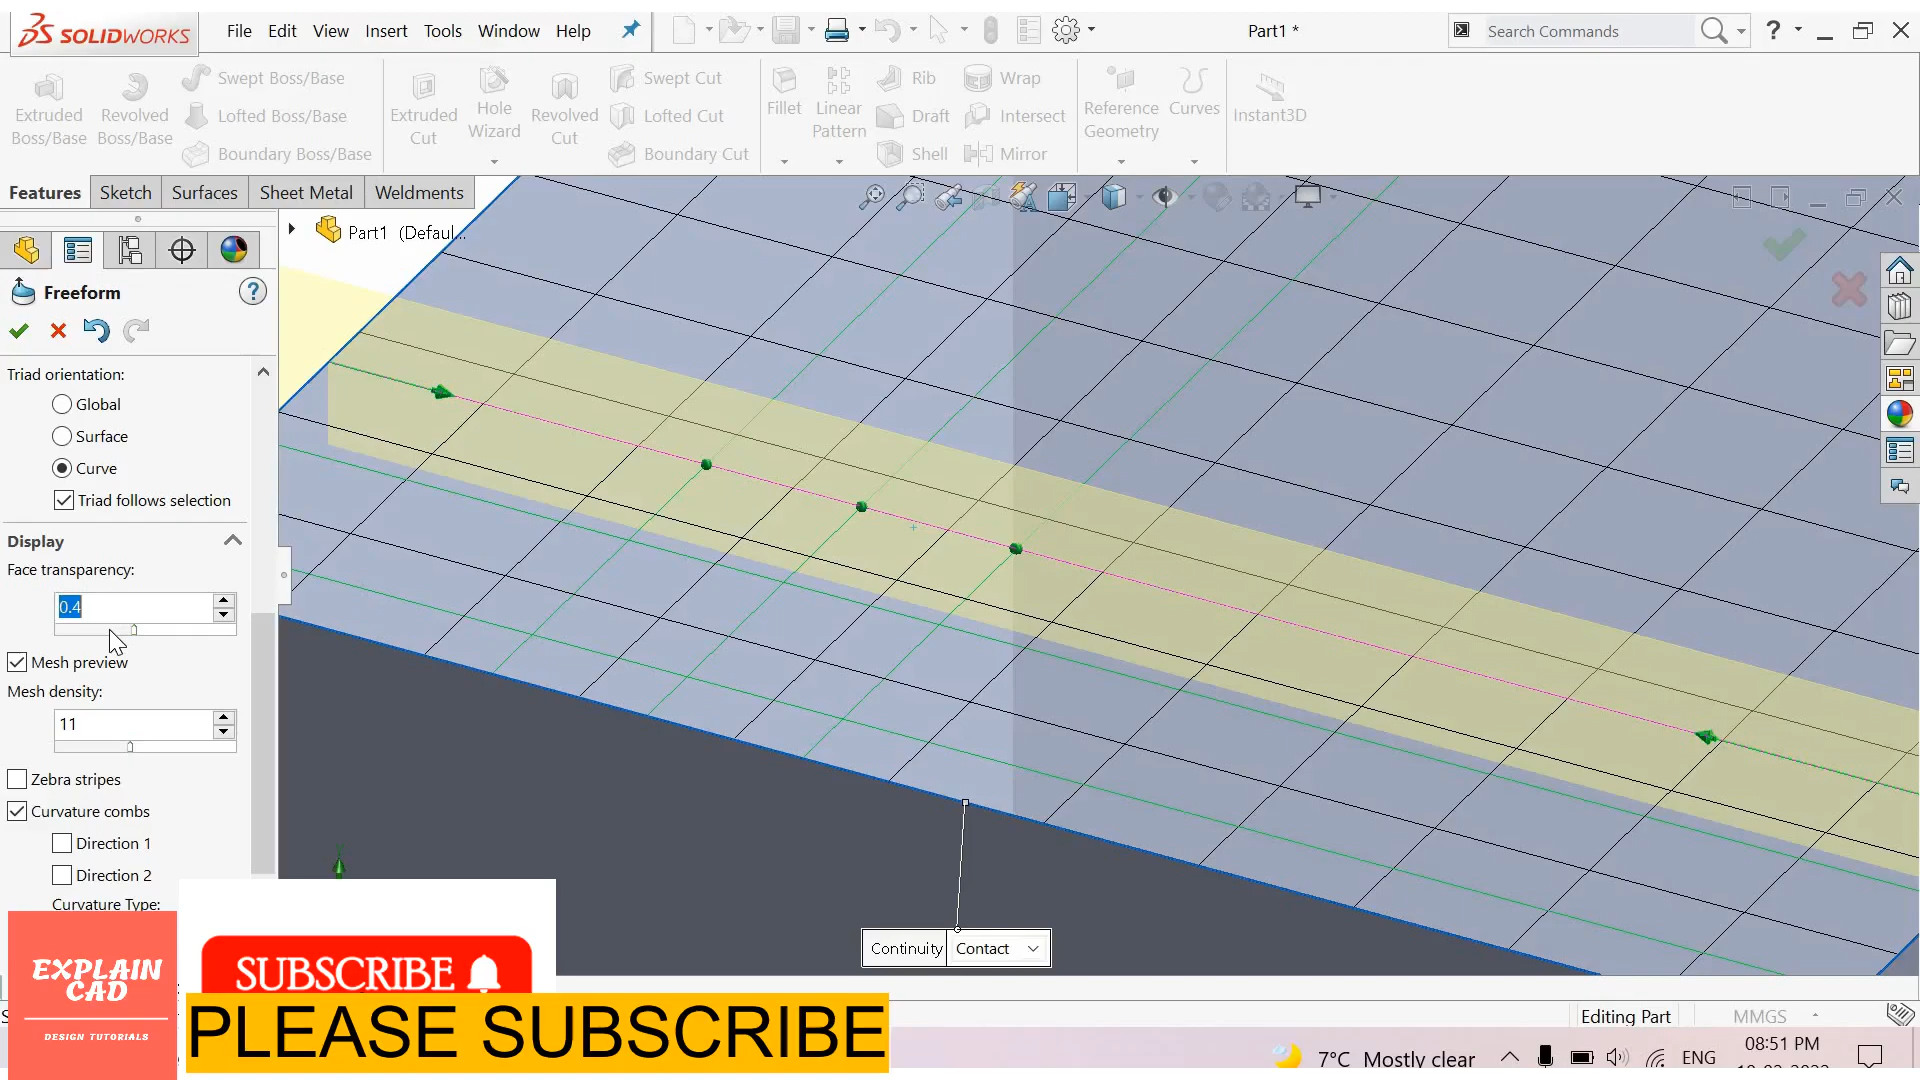 SOLIDWORKS File Edit View Insert Tools Window Help Part1 * Search Commands ?
Extruded Boss/Base
Revolved Boss/Base
Swept Boss/Base
Lofted Boss/Base
Boundary Boss/Base
Extruded Cut
Hole Wizard
Revolved Cut
Swept Cut
Lofted Cut
Boundary Cut
Fillet
Linear Pattern
Rib
Draft
Shell
Wrap
Intersect
Mirror
Reference Geometry
Curves
Instant3D
Features Sketch Surfaces Sheet Metal Weldments
Part1 (Defaul...
Freeform ?
Triad orientation:
Global
Surface
Curve
Triad follows selection
Display
Face transparency:
0.4
Mesh preview
Mesh density:
11
Zebra stripes
Curvature combs
Direction 1
Direction 2
Curvature Type:
Continuity Contact
EXPLAIN
CAD
DESIGN TUTORIALS
SUBSCRIBE
PLEASE SUBSCRIBE
Editing Part MMGS
7°C Mostly clear ENG 08:51 PM